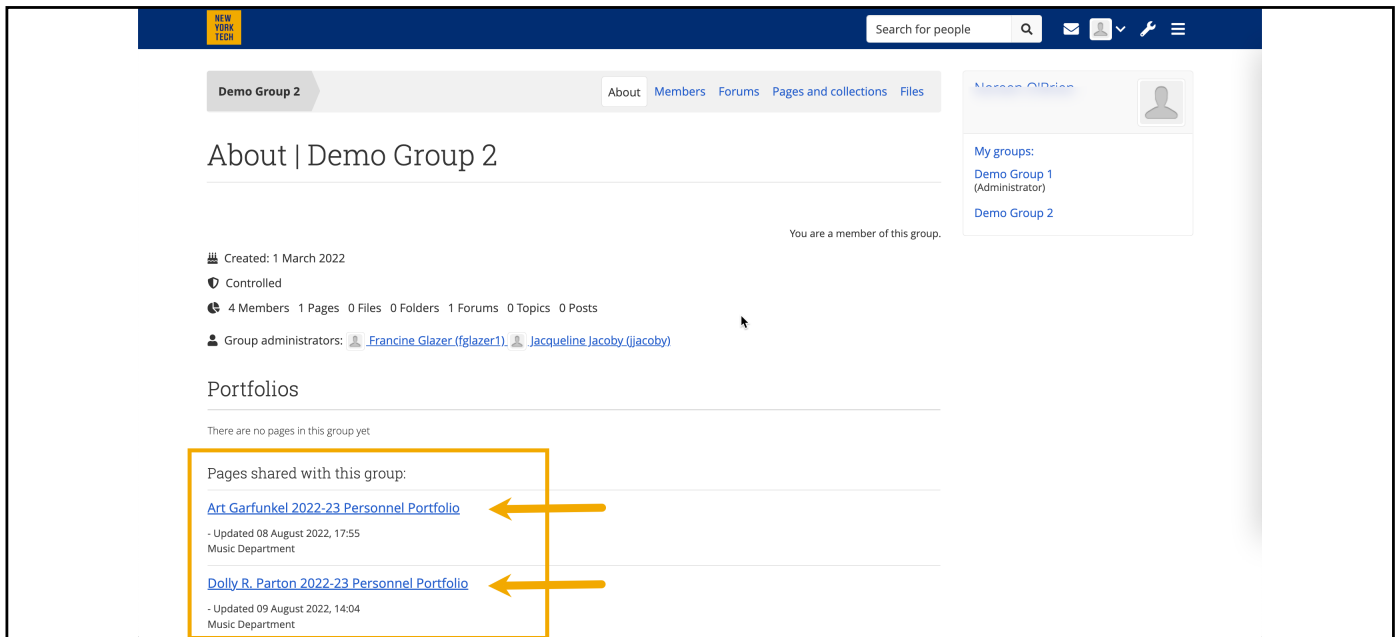 NEW
YORK
TECH
Search for people
Demo Group 2
About Members Forums Pages and collections Files
About | Demo Group 2
My groups:
Demo Group 1
(Administrator)
Demo Group 2
You are a member of this group.
Created: 1 March 2022
Controlled
4 Members 1 Pages 0 Files 0 Folders 1 Forums 0 Topics 0 Posts
Group administrators: Francine Glazer (fglazer1) Jacqueline Jacoby (jjacoby)
Portfolios
There are no pages in this group yet
Pages shared with this group:
Art Garfunkel 2022-23 Personnel Portfolio
- Updated 08 August 2022, 17:55
Music Department
Dolly R. Parton 2022-23 Personnel Portfolio
- Updated 09 August 2022, 14:04
Music Department